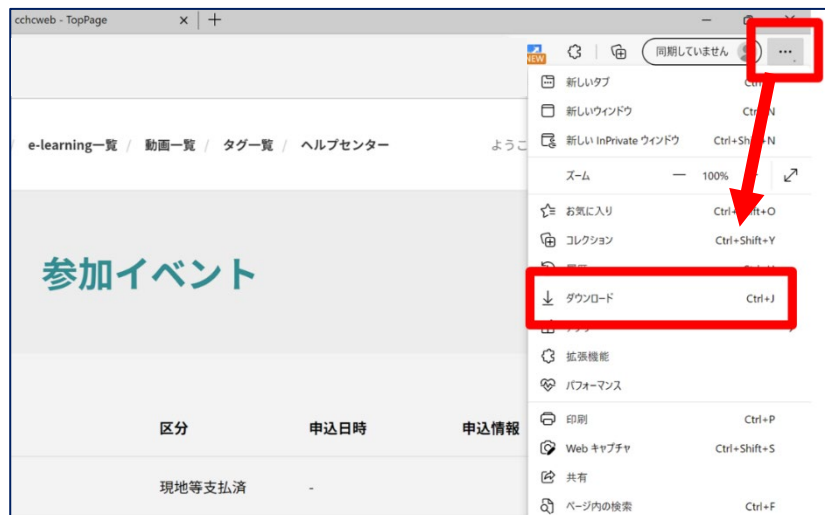 cchcweb - TopPage
NEW
同期していません
新しいタブ
新しいウィンドウ
新しい InPrivate ウィンドウ Ctrl+Shift+N
ズーム 100%
お気に入り Ctrl+Shift+O
コレクション Ctrl+Shift+Y
ダウンロード Ctrl+J
拡張機能
パフォーマンス
印刷 Ctrl+P
Web キャプチャ Ctrl+Shift+S
共有
ページ内の検索 Ctrl+F
/ e-learning一覧 / 動画一覧 / タグ一覧 / ヘルプセンター
ようこ
参加イベント
区分 申込日時 申込情報
現地等支払済 -